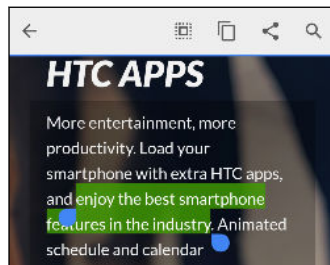 HTC APPS
More entertainment, more
productivity. Load your
smartphone with extra HTC apps,
and enjoy the best smartphone
features in the industry. Animated
schedule and calendar